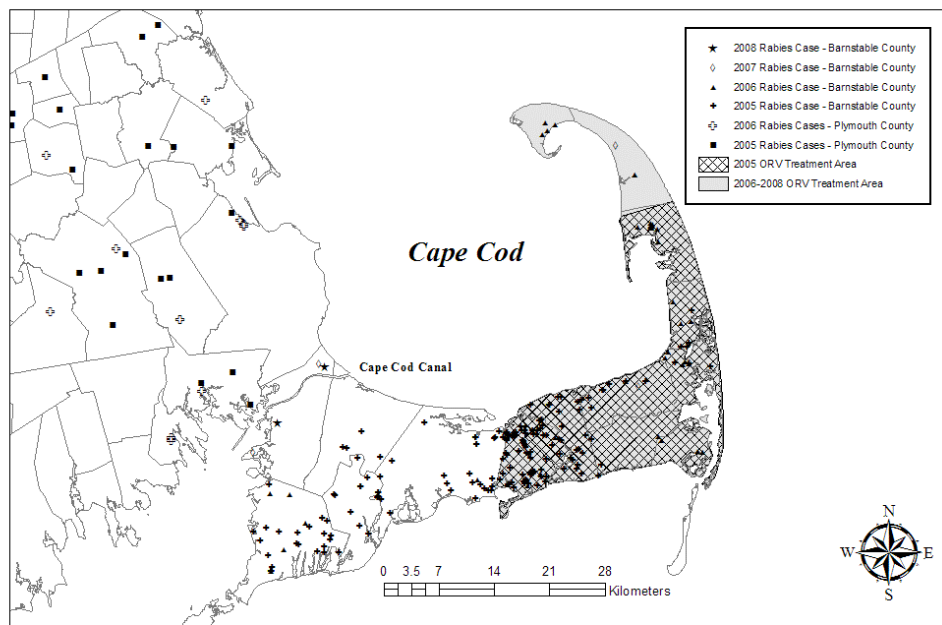 2008 Rabies Case - Barnstable County
2007 Rabies Case - Barnstable County
2006 Rabies Case - Barnstable County
2005 Rabies Case - Barnstable County
2006 Rabies Cases - Plymouth County
2005 Rabies Cases - Plymouth County
2005 ORV Treatment Area
2006-2008 ORV Treatment Area
Cape Cod
Cape Cod Canal
N
W E
S
0 3.5 7 14 21 28
Kilometers